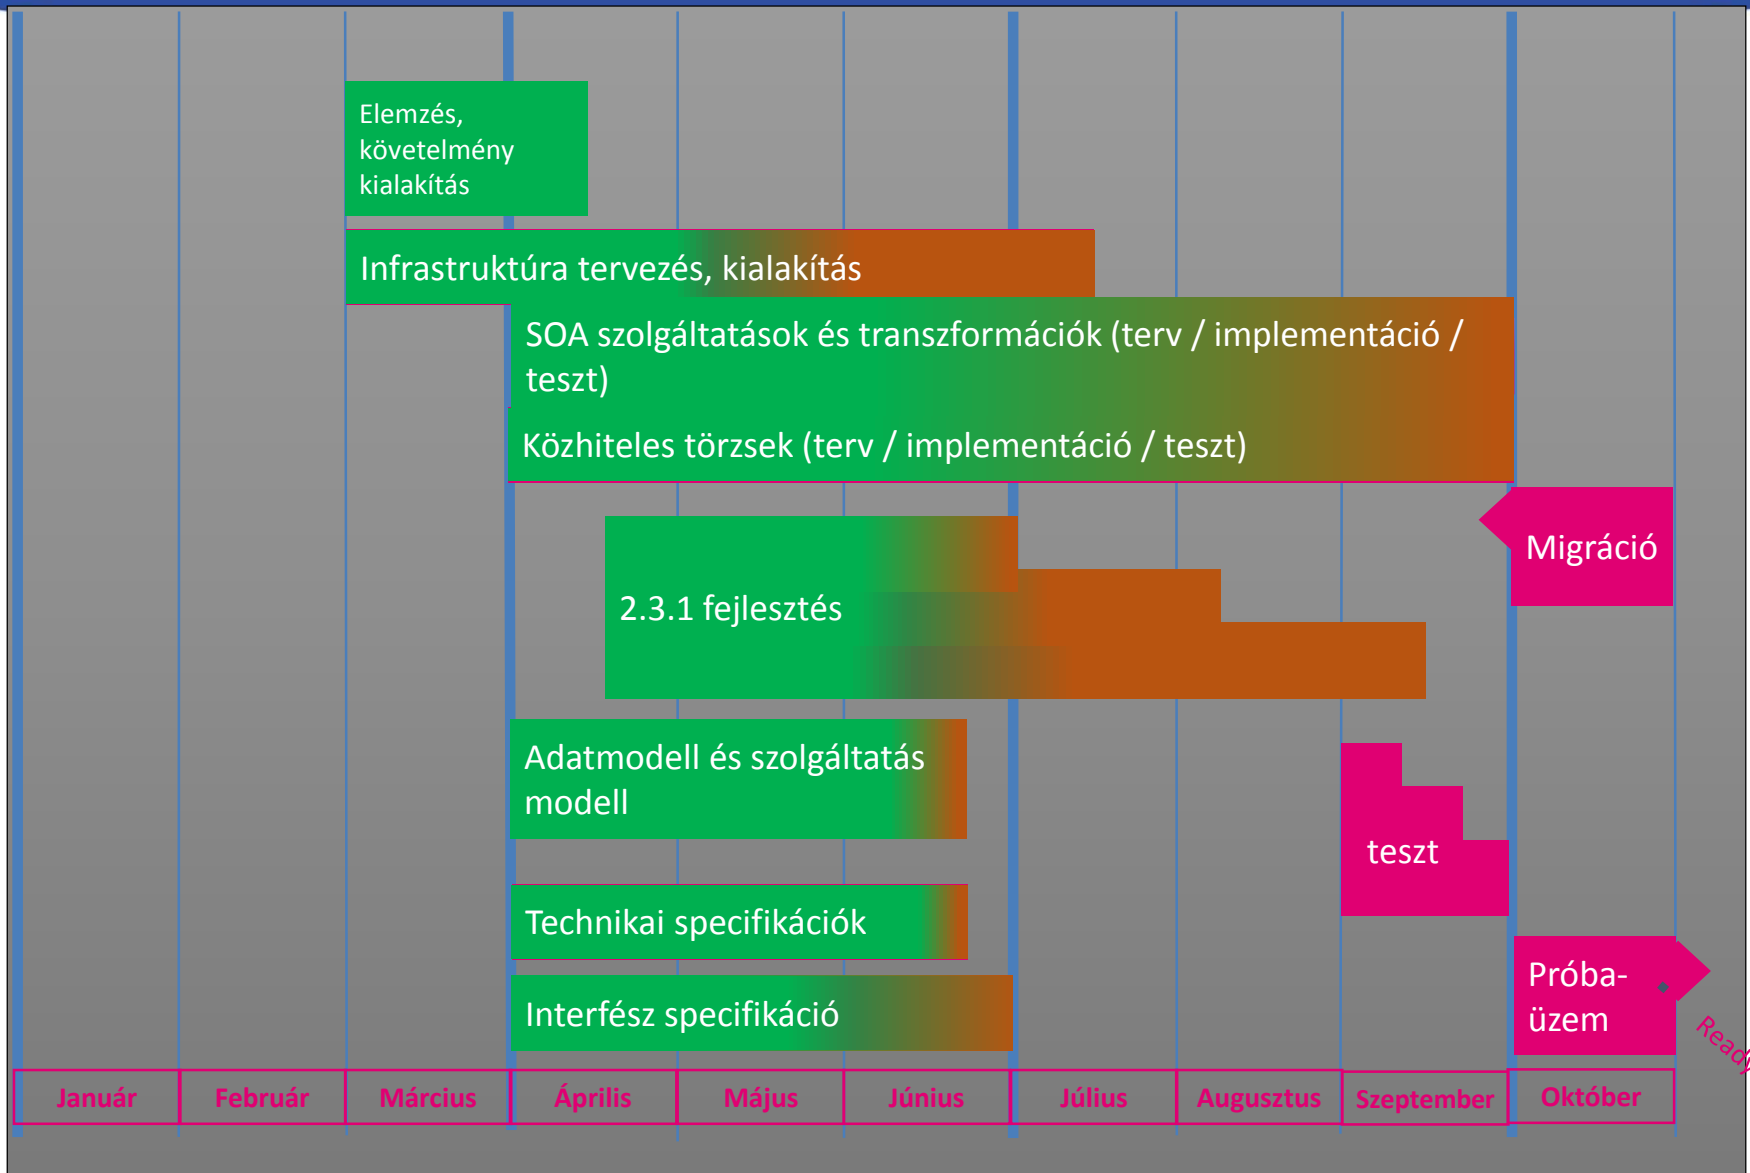 Elemzés,
követelmény
kialakítás
Infrastruktúra tervezés, kialakítás
SOA szolgáltatások és transzformációk (terv / implementáció /
teszt)
Közhiteles törzsek (terv / implementáció / teszt)
Migráció
2.3.1 fejlesztés
Adatmodell és szolgáltatás
modell
teszt
Technikai specifikációk
Próba-
üzem
Interfész specifikáció
Ready
Január
Február
Március
Április
Május
Június
Július
Augusztus
Szeptember
Október